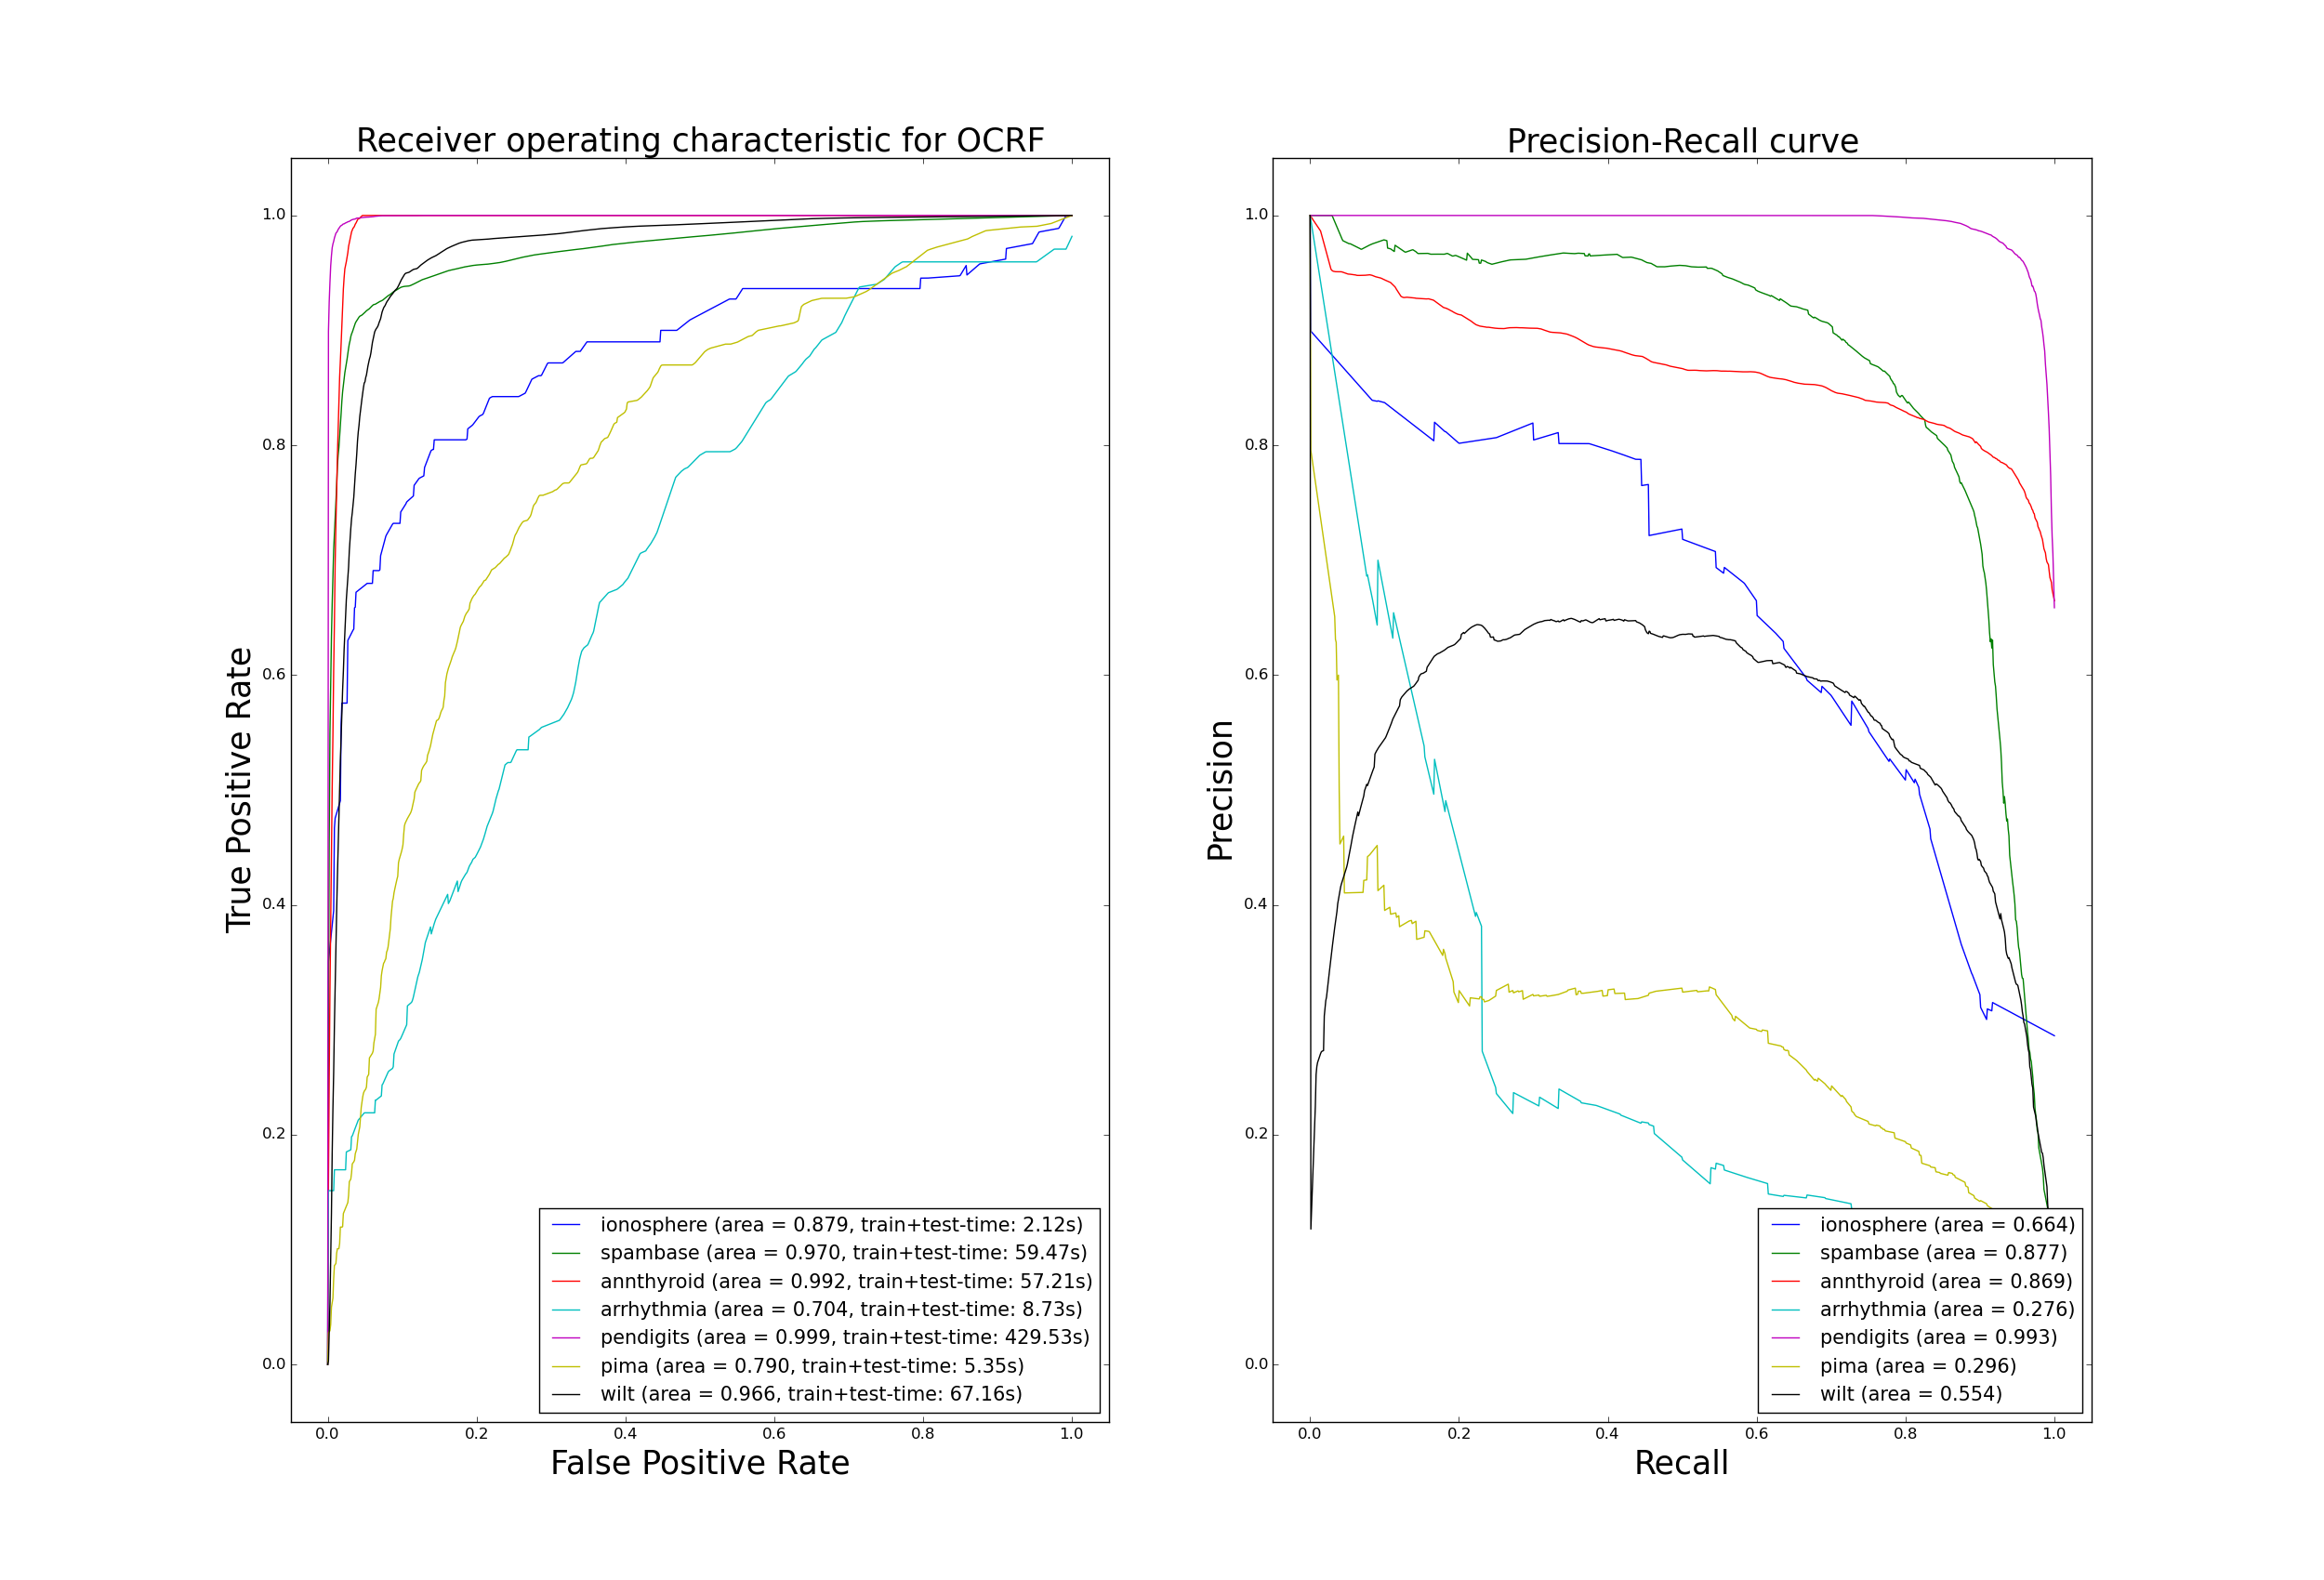 Receiver operating characteristic for OCRF
True Positive Rate
1.0
0.8
0.6
0.4
0.2
0.0
0.0 0.2 0.4 0.6 0.8 1.0
False Positive Rate
ionosphere (area = 0.879, train+test-time: 2.12s)
spambase (area = 0.970, train+test-time: 59.47s)
annthyroid (area = 0.992, train+test-time: 57.21s)
arrhythmia (area = 0.704, train+test-time: 8.73s)
pendigits (area = 0.999, train+test-time: 429.53s)
pima (area = 0.790, train+test-time: 5.35s)
wilt (area = 0.966, train+test-time: 67.16s)
Precision-Recall curve
Precision
1.0
0.8
0.6
0.4
0.2
0.0
0.0 0.2 0.4 0.6 0.8 1.0
Recall
ionosphere (area = 0.664)
spambase (area = 0.877)
annthyroid (area = 0.869)
arrhythmia (area = 0.276)
pendigits (area = 0.993)
pima (area = 0.296)
wilt (area = 0.554)